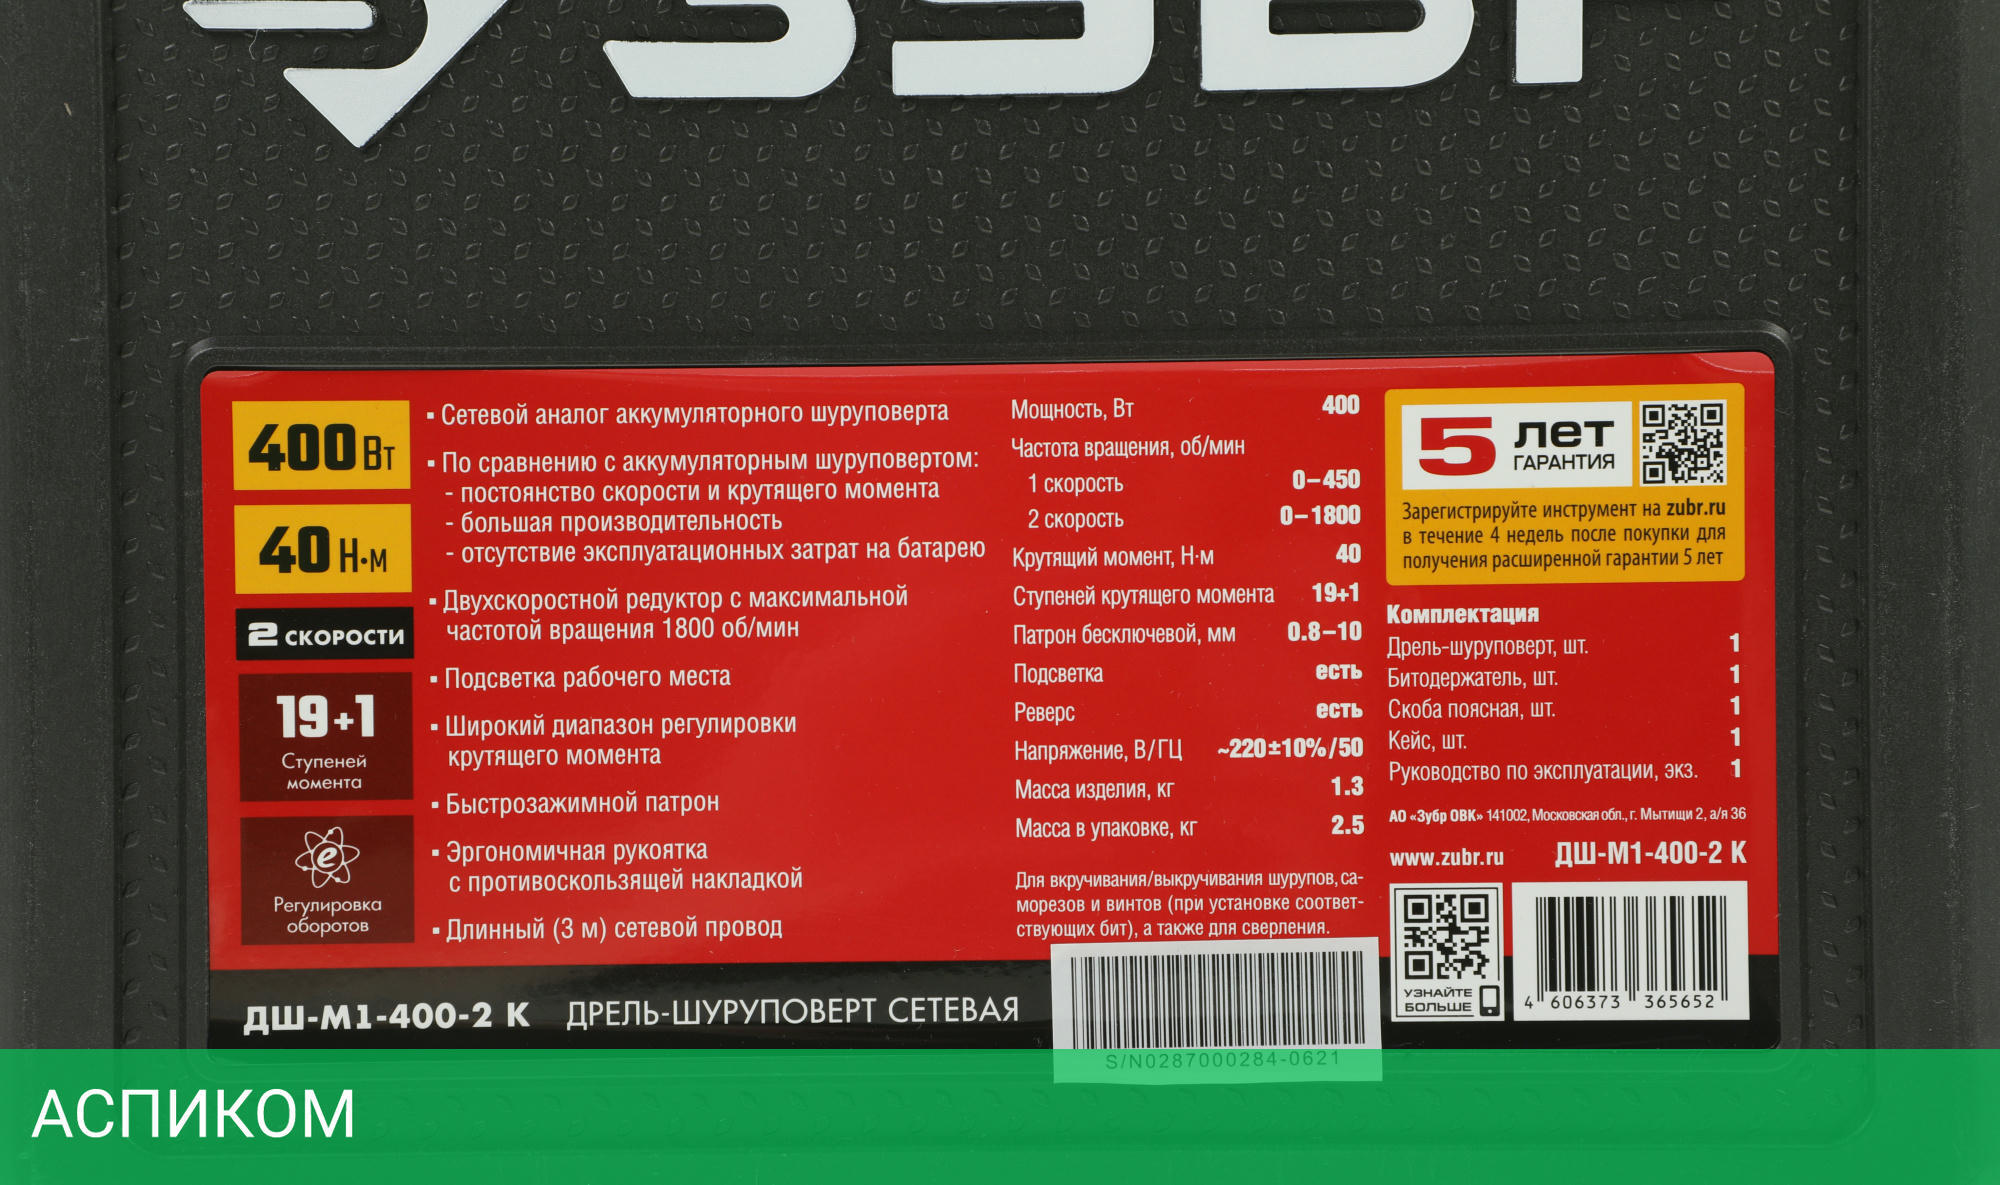 ЗУБР
400 Вт
40 Н·м
2 СКОРОСТИ
19+1
Ступеней
момента
e
Регулировка
оборотов
▪ Сетевой аналог аккумуляторного шуруповерта
▪ По сравнению с аккумуляторным шуруповертом:
- постоянство скорости и крутящего момента
- большая производительность
- отсутствие эксплуатационных затрат на батарею
▪ Двухскоростной редуктор с максимальной
частотой вращения 1800 об/мин
▪ Подсветка рабочего места
▪ Широкий диапазон регулировки
крутящего момента
▪ Быстрозажимной патрон
▪ Эргономичная рукоятка
с противоскользящей накладкой
▪ Длинный (3 м) сетевой провод
Мощность, Вт 400
Частота вращения, об/мин
1 скорость 0–450
2 скорость 0–1800
Крутящий момент, Н·м 40
Ступеней крутящего момента 19+1
Патрон бесключевой, мм 0.8–10
Подсветка есть
Реверс есть
Напряжение, В/ГЦ ~220±10%/50
Масса изделия, кг 1.3
Масса в упаковке, кг 2.5
Для вкручивания/выкручивания шурупов, са-
морезов и винтов (при установке соответ-
ствующих бит), а также для сверления.
5 лет
ГАРАНТИЯ
Зарегистрируйте инструмент на zubr.ru
в течение 4 недель после покупки для
получения расширенной гарантии 5 лет
Комплектация
Дрель-шуруповерт, шт. 1
Битодержатель, шт. 1
Скоба поясная, шт. 1
Кейс, шт. 1
Руководство по эксплуатации, экз. 1
АО «Зубр ОВК» 141002, Московская обл., г. Мытищи 2, а/я 36
www.zubr.ru ДШ-М1-400-2 К
УЗНАЙТЕ
БОЛЬШЕ
4 606373 365652
ДШ-М1-400-2 К ДРЕЛЬ-ШУРУПОВЕРТ СЕТЕВАЯ
S/N0287000284-0621
АСПИКОМ